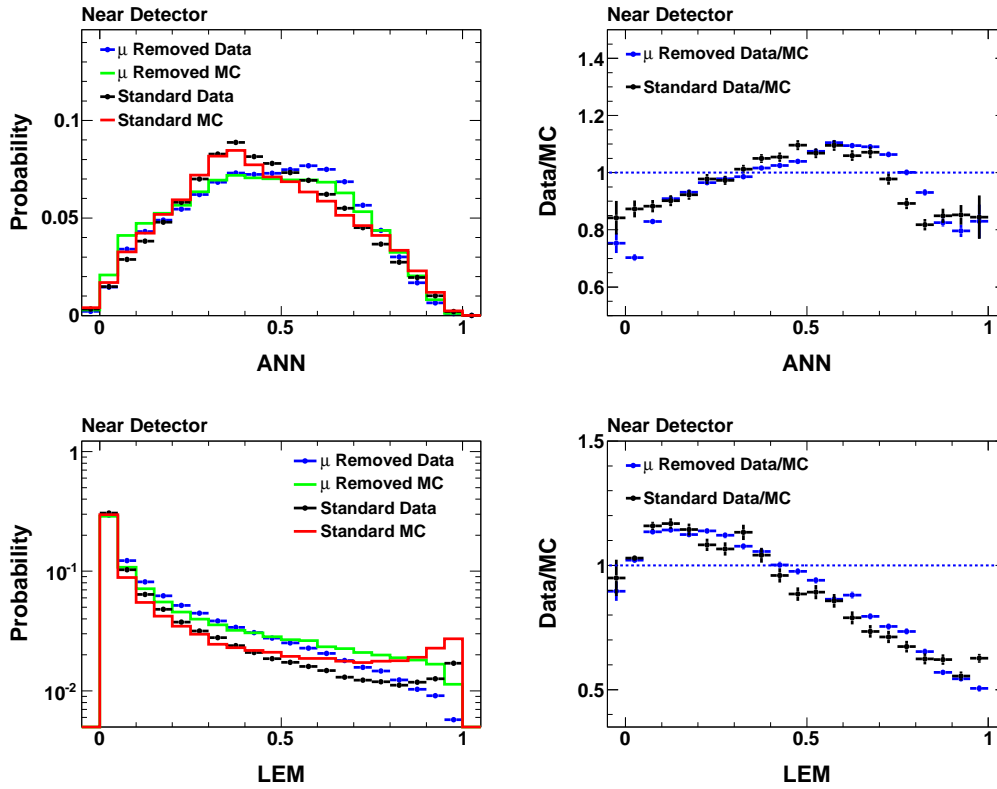 Near Detector
μ Removed Data
μ Removed MC
Standard Data
Standard MC
Probability
0.1
0.05
0
0
0.5
1
ANN
Near Detector
μ Removed Data/MC
Standard Data/MC
Data/MC
1.4
1.2
1
0.8
0.6
0
0.5
1
ANN
Near Detector
μ Removed Data
μ Removed MC
Standard Data
Standard MC
Probability
1
10-1
10-2
0
0.5
1
LEM
Near Detector
μ Removed Data/MC
Standard Data/MC
Data/MC
1.5
1
0.5
0
0.5
1
LEM